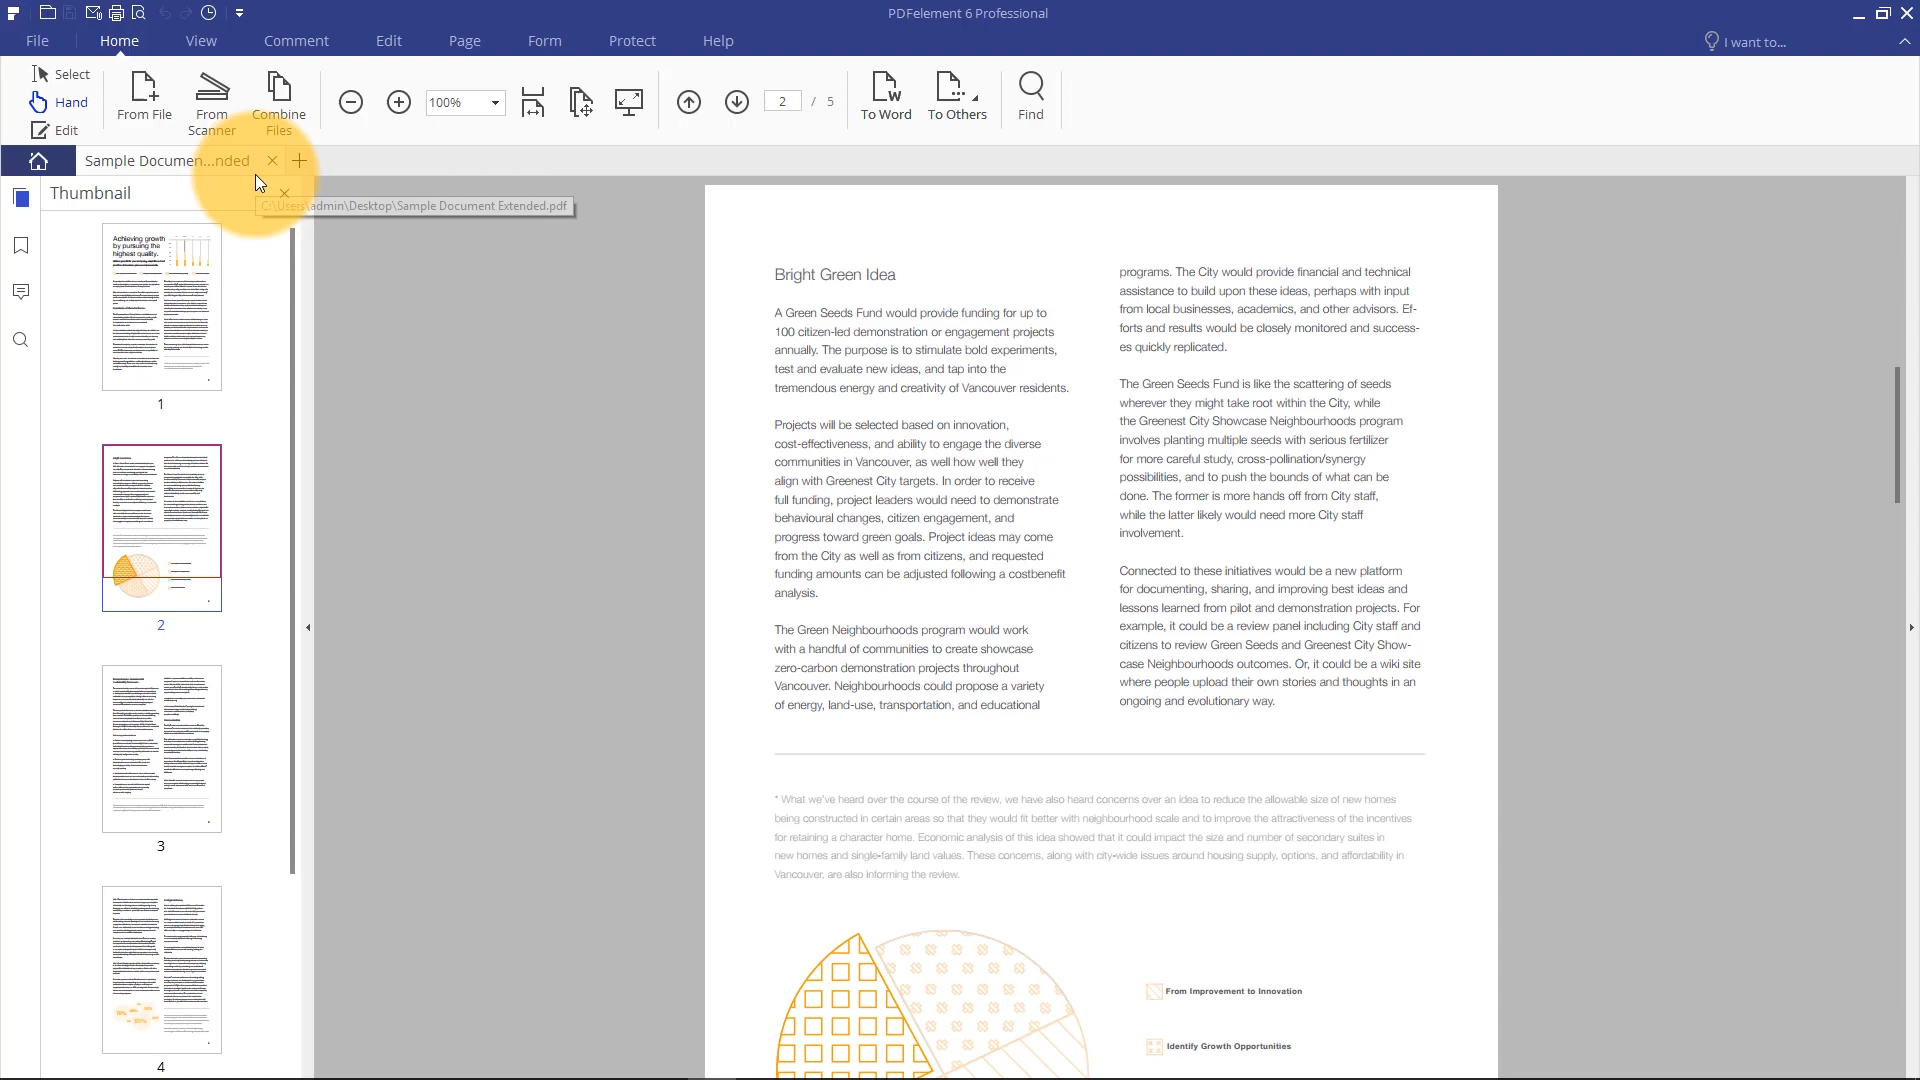 PDFelement 6 Professional
File
Home
View
Comment
Edit
Page
Form
Protect
Help
I want to...
Select
Hand
Edit
From File
From
Scanner
Combine
Files
100%
2 / 5
To Word
To Others
Find
Sample Documen...nded
Thumbnail
C:\Users\admin\Desktop\Sample Document Extended.pdf
Achieving growth
by pursuing the
highest quality.
1
2
3
4
Bright Green Idea
A Green Seeds Fund would provide funding for up to
100 citizen-led demonstration or engagement projects
annually. The purpose is to stimulate bold experiments,
test and evaluate new ideas, and tap into the
tremendous energy and creativity of Vancouver residents.
Projects will be selected based on innovation,
cost-effectiveness, and ability to engage the diverse
communities in Vancouver, as well how well they
align with Greenest City targets. In order to receive
full funding, project leaders would need to demonstrate
behavioural changes, citizen engagement, and
progress toward green goals. Project ideas may come
from the City as well as from citizens, and requested
funding amounts can be adjusted following a costbenefit
analysis.
The Green Neighbourhoods program would work
with a handful of communities to create showcase
zero-carbon demonstration projects throughout
Vancouver. Neighbourhoods could propose a variety
of energy, land-use, transportation, and educational
programs. The City would provide financial and technical
assistance to build upon these ideas, perhaps with input
from local businesses, academics, and other advisors. Ef-
forts and results would be closely monitored and success-
es quickly replicated.
The Green Seeds Fund is like the scattering of seeds
wherever they might take root within the City, while
the Greenest City Showcase Neighbourhoods program
involves planting multiple seeds with serious fertilizer
for more careful study, cross-pollination/synergy
possibilities, and to push the bounds of what can be
done. The former is more hands off from City staff,
while the latter likely would need more City staff
involvement.
Connected to these initiatives would be a new platform
for documenting, sharing, and improving best ideas and
lessons learned from pilot and demonstration projects. For
example, it could be a review panel including City staff and
citizens to review Green Seeds and Greenest City Show-
case Neighbourhoods outcomes. Or, it could be a wiki site
where people upload their own stories and thoughts in an
ongoing and evolutionary way.
* What we've heard over the course of the review, we have also heard concerns over an idea to reduce the allowable size of new homes
being constructed in certain areas so that they would fit better with neighbourhood scale and to improve the attractiveness of the incentives
for retaining a character home. Economic analysis of this idea showed that it could impact the size and number of secondary suites in
new homes and single-family land values. These concerns, along with city-wide issues around housing supply, options, and affordability in
Vancouver, are also informing the review.
From Improvement to Innovation
Identify Growth Opportunities